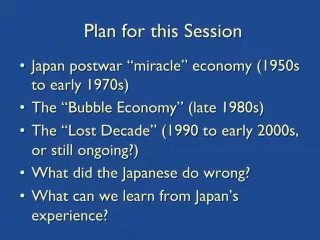 Plan for this Session
• Japan postwar “miracle” economy (1950s
to early 1970s)
• The “Bubble Economy” (late 1980s)
• The “Lost Decade” (1990 to early 2000s,
or still ongoing?)
• What did the Japanese do wrong?
• What can we learn from Japan’s
experience?